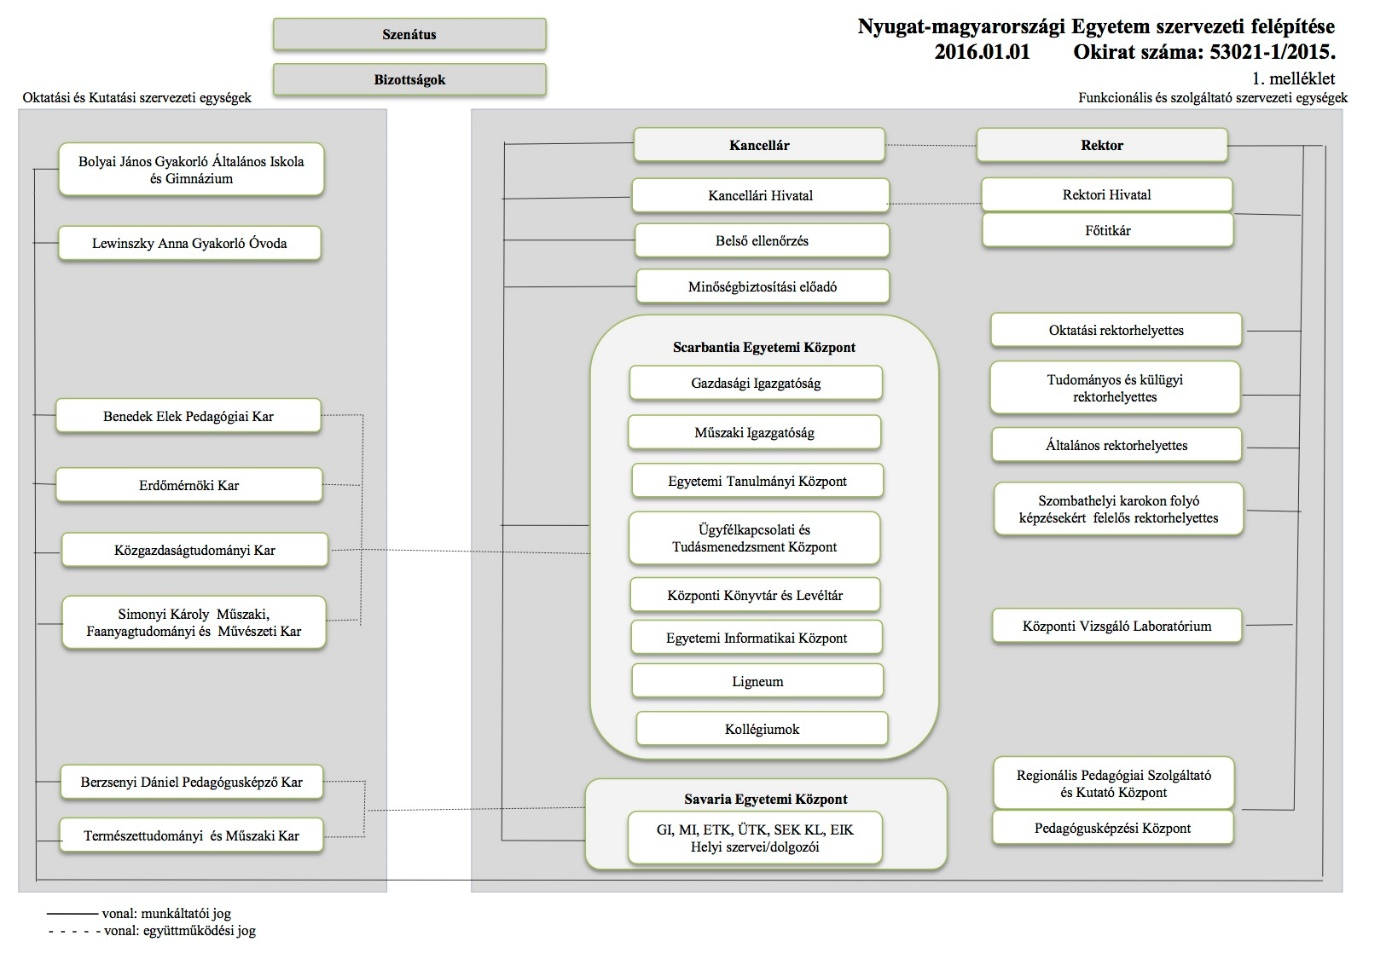 Szenátus
Bizottságok
Nyugat-magyarországi Egyetem szervezeti felépítése
2016.01.01 Okirat száma: 53021-1/2015.
1. melléklet
Oktatási és Kutatási szervezeti egységek
Funkcionális és szolgáltató szervezeti egységek
Bolyai János Gyakorló Általános Iskola
és Gimnázium
Lewinszky Anna Gyakorló Óvoda
Benedek Elek Pedagógiai Kar
Erdőmérnöki Kar
Közgazdaságtudományi Kar
Simonyi Károly Műszaki,
Faanyagtudományi és Művészeti Kar
Berzsenyi Dániel Pedagógusképző Kar
Természettudományi és Műszaki Kar
Kancellár
Kancellári Hivatal
Belső ellenőrzés
Minőségbiztosítási előadó
Scarbantia Egyetemi Központ
Gazdasági Igazgatóság
Műszaki Igazgatóság
Egyetemi Tanulmányi Központ
Ügyfélkapcsolati és
Tudásmenedzsment Központ
Központi Könyvtár és Levéltár
Egyetemi Informatikai Központ
Ligneum
Kollégiumok
Savaria Egyetemi Központ
GI, MI, ETK, ÜTK, SEK KL, EIK
Helyi szervei/dolgozói
Rektor
Rektori Hivatal
Főtitkár
Oktatási rektorhelyettes
Tudományos és külügyi
rektorhelyettes
Általános rektorhelyettes
Szombathelyi karokon folyó
képzésekért felelős rektorhelyettes
Központi Vizsgáló Laboratórium
Regionális Pedagógiai Szolgáltató
és Kutató Központ
Pedagógusképzési Központ
vonal: munkáltatói jog
vonal: együttműködési jog